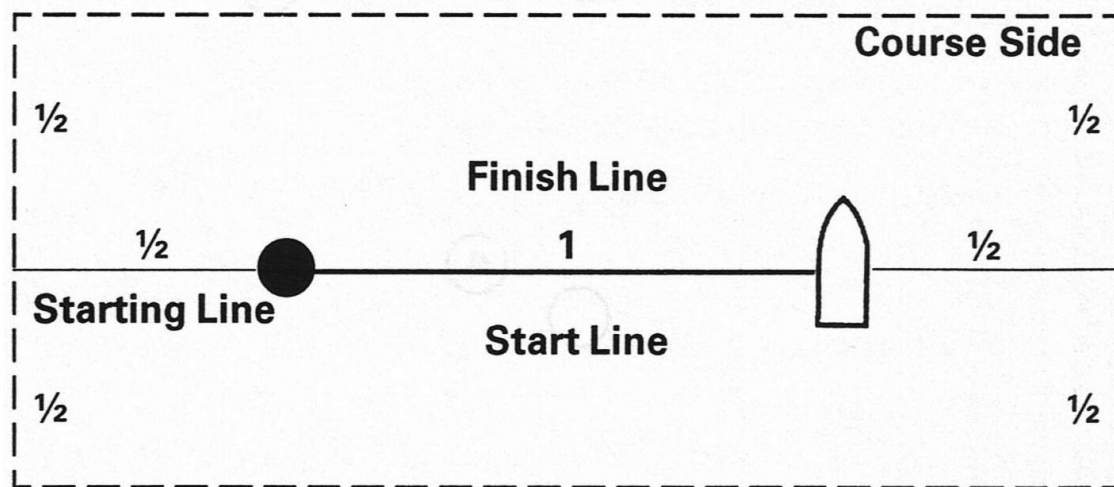 Course Side
½ ½
Finish Line
½ 1 ½
Starting Line
Start Line
½ ½